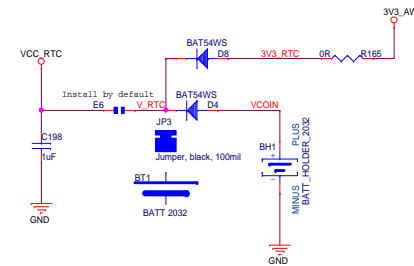 3V3_AW
BAT54WS
VCC_RTC
D8
3V3_RTC
0R
R165
Install by default
BAT54WS
E6
V_RTC
D4
VCOIN
JP3
C198
1uF
Jumper, black, 100mil
BH1
PLUS
MINUS
BATT_HOLDER_2032
BT1
BATT 2032
GND
GND